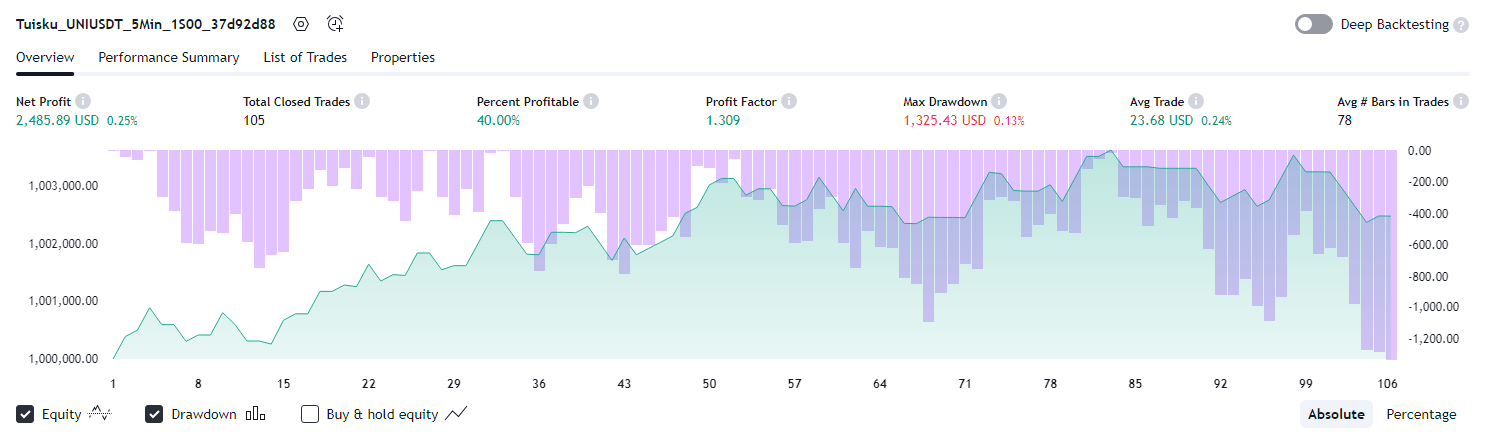 Tuisku_UNIUSDT_5Min_1S00_37d92d88
Deep Backtesting ?
Overview Performance Summary List of Trades Properties
Net Profit i Total Closed Trades i Percent Profitable i Profit Factor i Max Drawdown i Avg Trade i Avg # Bars in Trades i
2,485.89 USD 0.25% 105 40.00% 1.309 1,325.43 USD 0.13% 23.68 USD 0.24% 78
0.00
1,003,000.00 -200.00
-400.00
1,002,000.00 -600.00
-800.00
1,001,000.00 -1,000.00
-1,200.00
1,000,000.00
1 8 15 22 29 36 43 50 57 64 71 78 85 92 99 106
Equity Drawdown Buy & hold equity Absolute Percentage